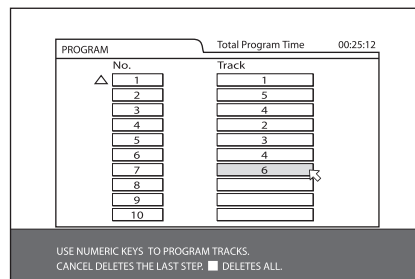 PROGRAM Total Program Time 00:25:12
No. Track
1 1
2 5
3 4
4 2
5 3
6 4
7 6
8
9
10
USE NUMERIC KEYS TO PROGRAM TRACKS.
CANCEL DELETES THE LAST STEP. DELETES ALL.